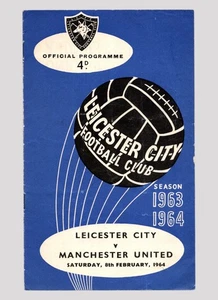 OFFICIAL PROGRAMME
4D
LEICESTER CITY
FOOTBALL CLUB
SEASON
1963
1964
LEICESTER CITY
v
MANCHESTER UNITED
SATURDAY, 8th FEBRUARY, 1964